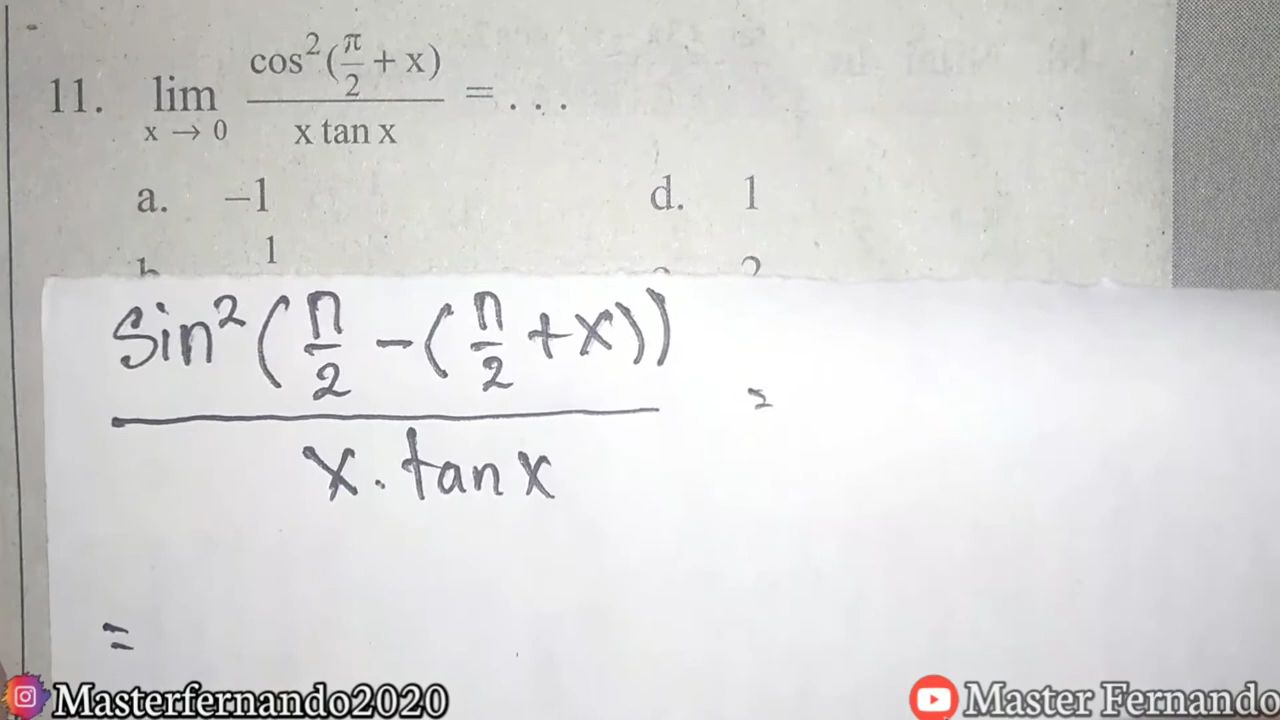 11. lim x → 0 cos²(π/2 + x) / x tan x = . . .
a. –1 d. 1
1
Sin²(π/2 – (π/2 + x)) / x . tan x =
=
Masterfernando2020 Master Fernando